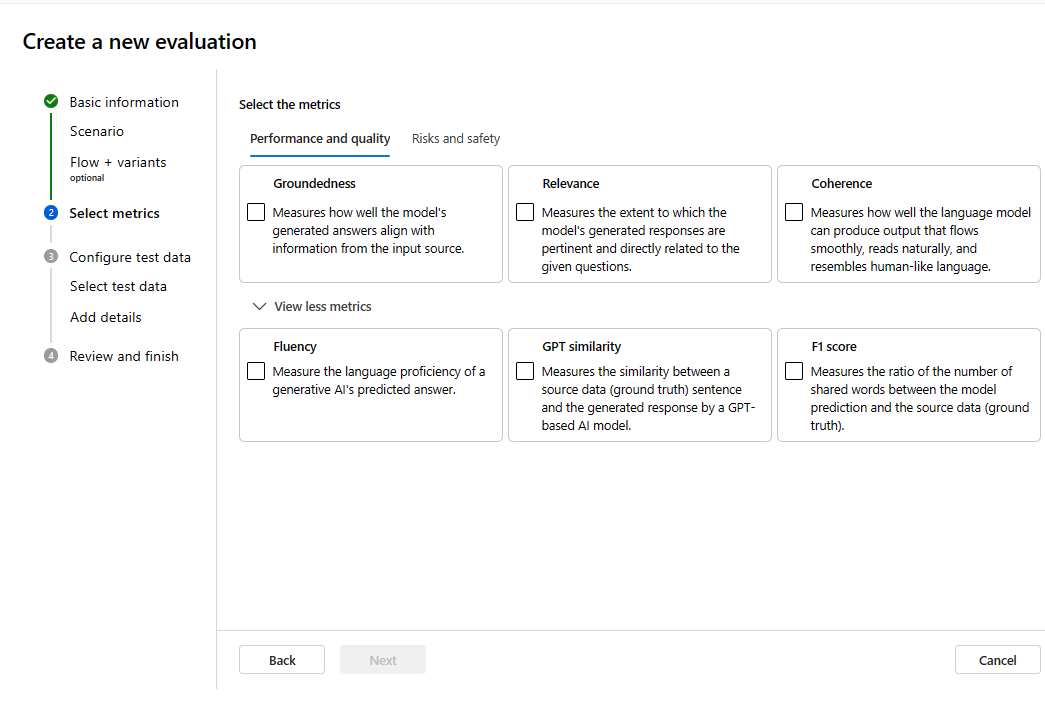 Create a new evaluation
Basic information
Scenario
Flow + variants
optional
2
Select metrics
3
Configure test data
Select test data
Add details
4
Review and finish
Select the metrics
Performance and quality
Risks and safety
Groundedness
Measures how well the model's
generated answers align with
information from the input source.
Relevance
Measures the extent to which the
model's generated responses are
pertinent and directly related to the
given questions.
Coherence
Measures how well the language model
can produce output that flows
smoothly, reads naturally, and
resembles human-like language.
View less metrics
Fluency
Measure the language proficiency of a
generative AI's predicted answer.
GPT similarity
Measures the similarity between a
source data (ground truth) sentence
and the generated response by a GPT-
based AI model.
F1 score
Measures the ratio of the number of
shared words between the model
prediction and the source data (ground
truth).
Back
Next
Cancel